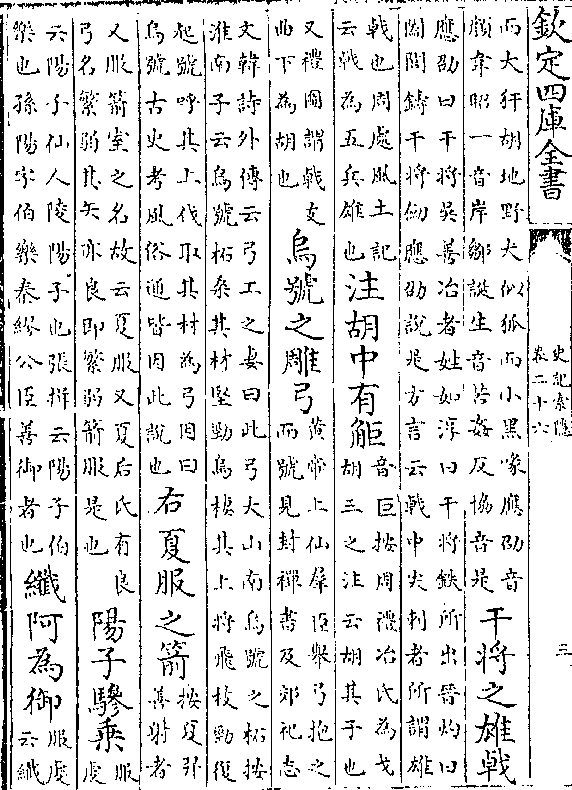 欽定四庫全書
史記索隱
卷二十六
三
而大犴胡地野犬似狐而小黑喙應劭音
顔韋昭一音岸鄒誕生音苦姦反協音是
干將之雄戟
應劭曰干將吳善冶者姓如淳曰干將鐵所出晉灼曰
闔閭鑄干將劒應劭說是方言云戟中尖刺者所謂雄
戟也周處風土記
云戟為五兵雄也
注胡中有
音巨按周禮冶氏為戈
胡三之注云胡其孑也
又禮圖謂戟支
曲下為胡也
烏號之雕弓
黃帝上仙羣臣舉弓抱之
而號見封禪書及郊祀志
文韓詩外傳云弓工之妻曰此弓大山南烏號之柘按
淮南子云烏號柘桑其材堅勁烏棲其上將飛枝勁復
起號呼其上伐取其材為弓因曰
烏號古史考風俗通皆因此說也
右夏服之箭
按夏羿
善射者
又服箭室之名故云夏服又夏后氏有良
弓名繁弱其矢亦良即繁弱箭服是也
陽子驂乘
服
虔
云陽子仙人陵陽子也張揖云陽子伯
樂也孫陽字伯樂秦繆公臣善御者也
纖阿為御
服虔
云纖